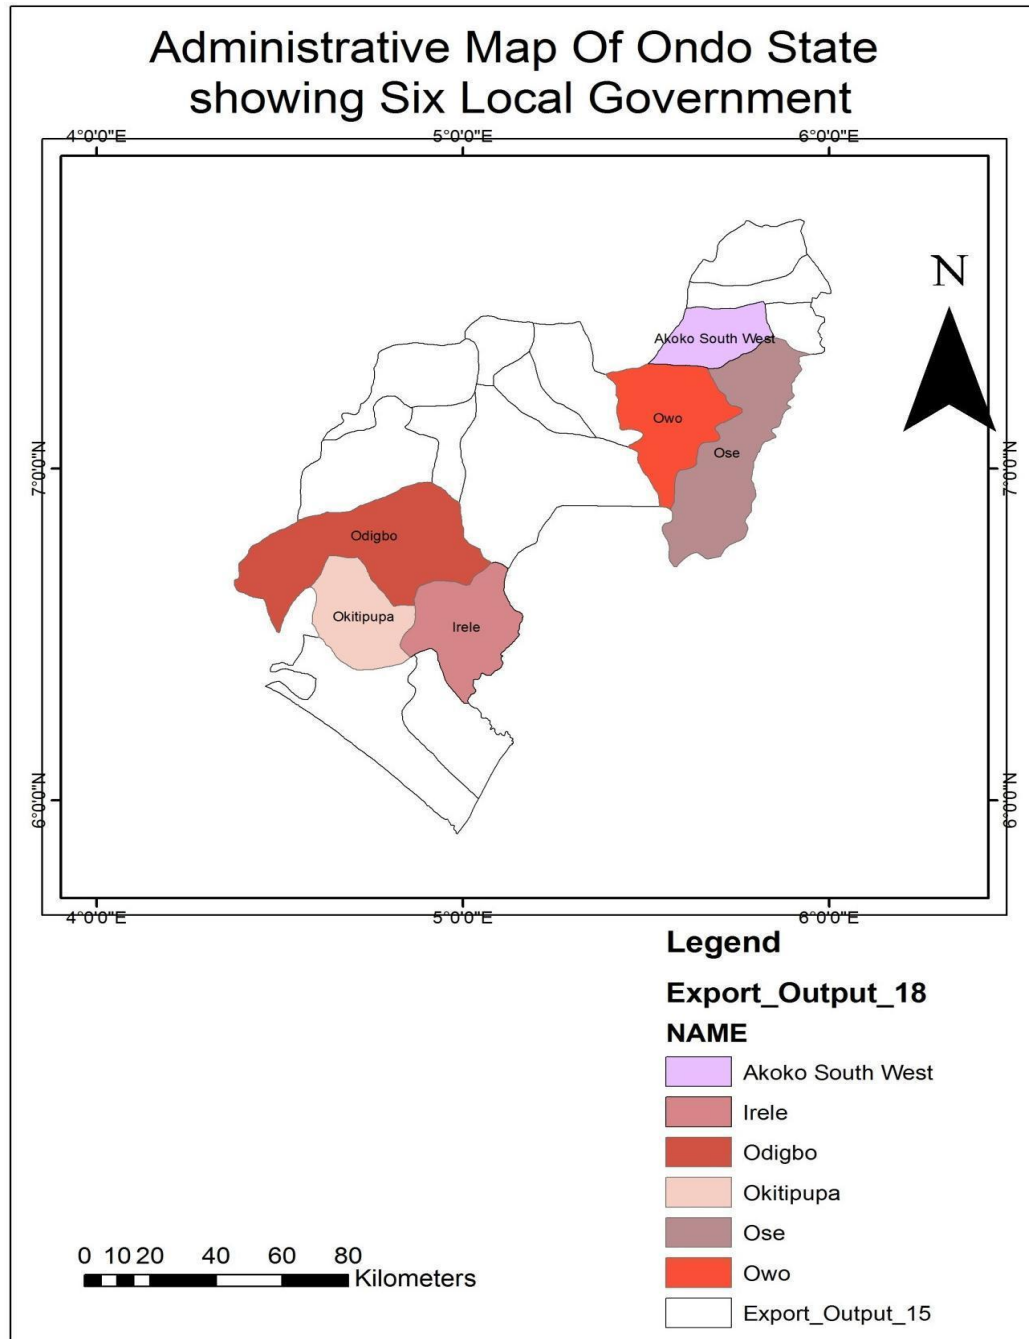 Administrative Map Of Ondo State
showing Six Local Government
4°0'0"E
5°0'0"E
6°0'0"E
N
Akoko South West
Owo
Ose
7°0'0"N
7°0'0"N
Odigbo
Okitipupa
Irele
6°0'0"N
6°0'0"N
4°0'0"E
5°0'0"E
6°0'0"E
Legend
Export_Output_18
NAME
Akoko South West
Irele
Odigbo
Okitipupa
Ose
Owo
Export_Output_15
0 10 20 40 60 80
Kilometers